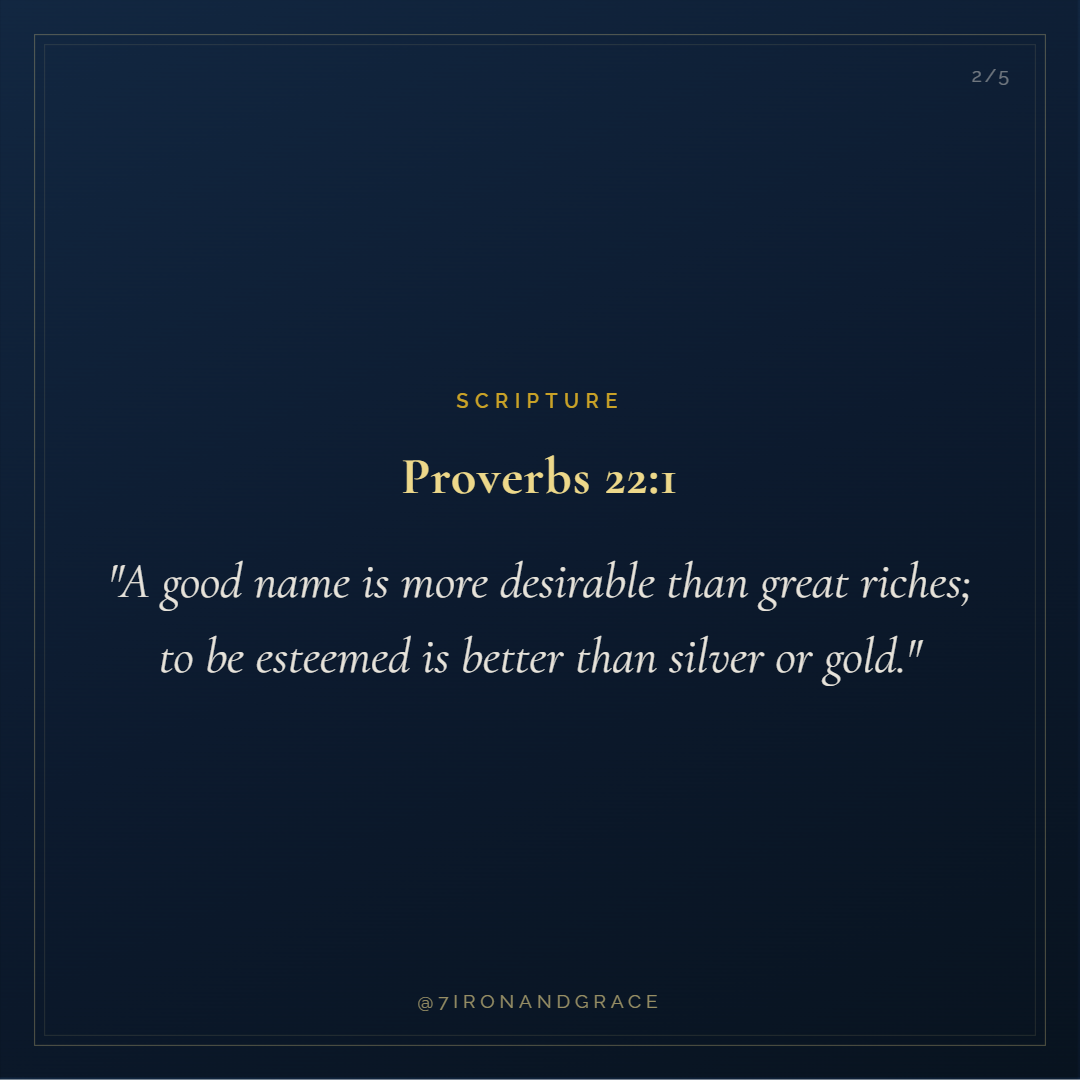 2/5
SCRIPTURE
Proverbs 22:1
"A good name is more desirable than great riches;
to be esteemed is better than silver or gold."
@7IRONANDGRACE